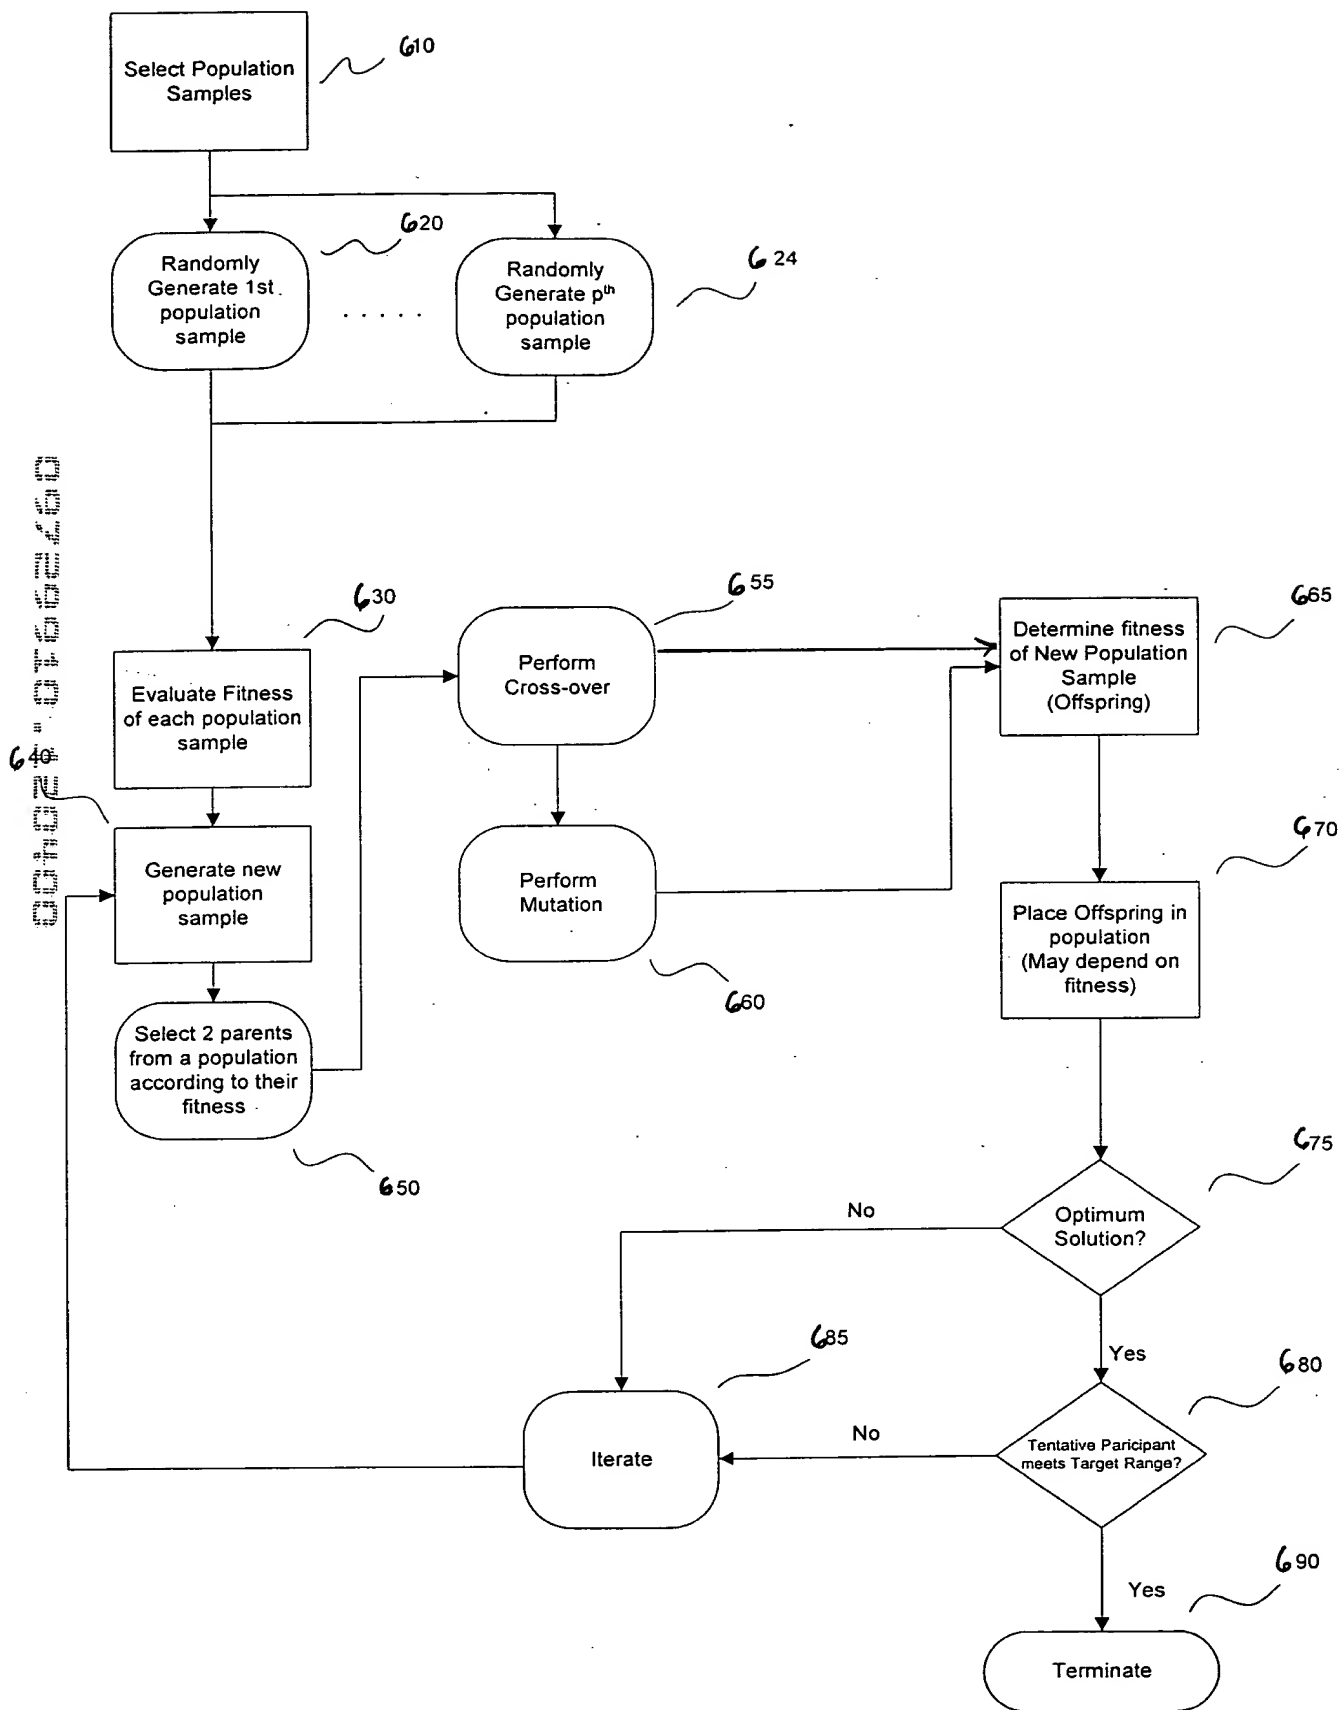 Select Population
Samples
610
Randomly
Generate 1st
population
sample
620
. . . . .
Randomly
Generate pth
population
sample
624
Evaluate Fitness
of each population
sample
630
640
Generate new
population
sample
Select 2 parents
from a population
according to their
fitness
650
Perform
Cross-over
655
Perform
Mutation
660
Determine fitness
of New Population
Sample
(Offspring)
665
Place Offspring in
population
(May depend on
fitness)
670
Optimum
Solution?
675
No
Yes
Tentative Paricipant
meets Target Range?
680
No
Iterate
685
Yes
Terminate
690